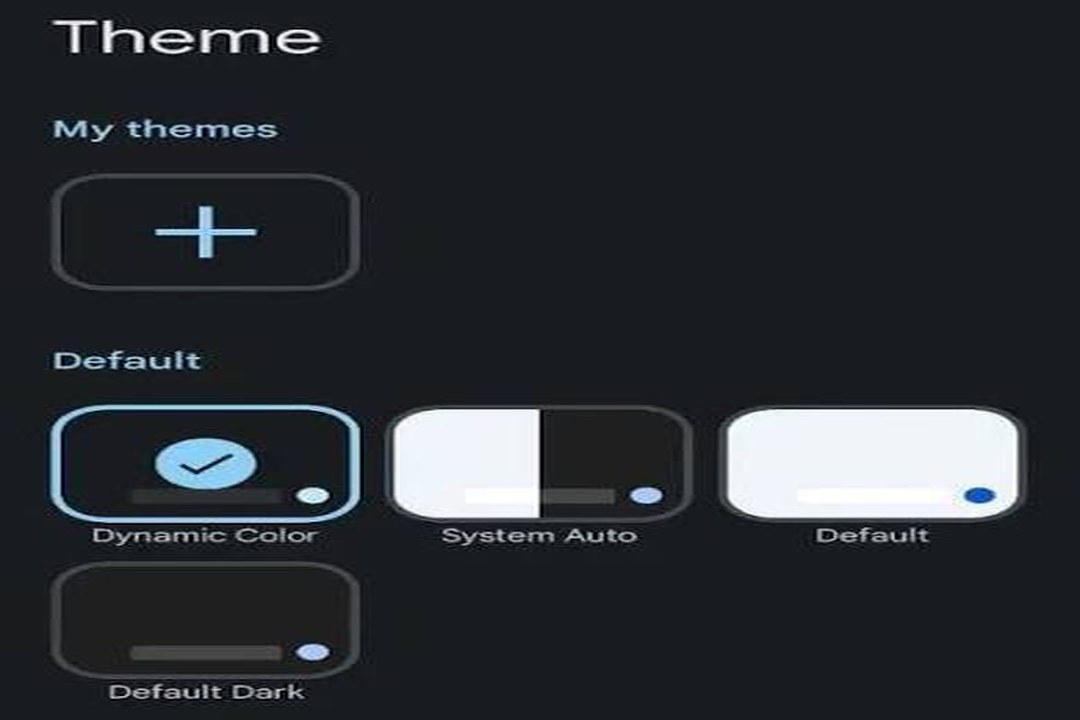 Theme
My themes
Default
Dynamic Color
System Auto
Default
Default Dark